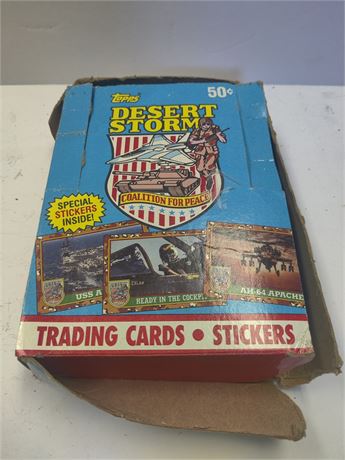 Topps
50¢
DESERT
STORM
COALITION FOR PEACE
SPECIAL
STICKERS
INSIDE!
USS A
READY IN THE COCKPIT
AH-64 APACHE
TRADING CARDS • STICKERS